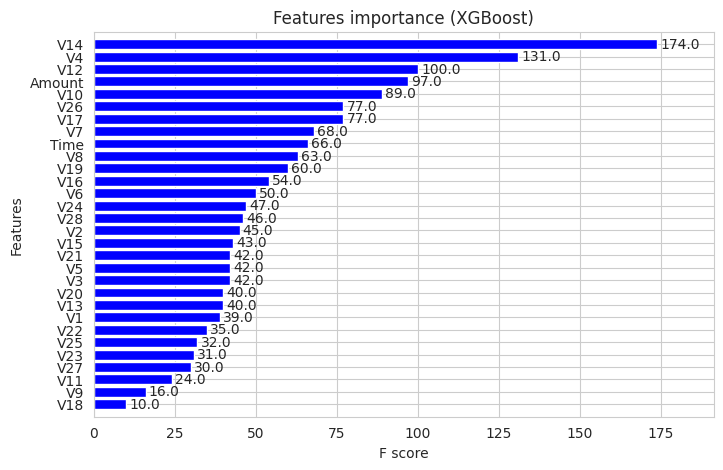 Features importance (XGBoost)
Features
V14 174.0
V4 131.0
V12 100.0
Amount 97.0
V10 89.0
V26 77.0
V17 77.0
V7 68.0
Time 66.0
V8 63.0
V19 60.0
V16 54.0
V6 50.0
V24 47.0
V28 46.0
V2 45.0
V15 43.0
V21 42.0
V5 42.0
V3 42.0
V20 40.0
V13 40.0
V1 39.0
V22 35.0
V25 32.0
V23 31.0
V27 30.0
V11 24.0
V9 16.0
V18 10.0
0 25 50 75 100 125 150 175
F score